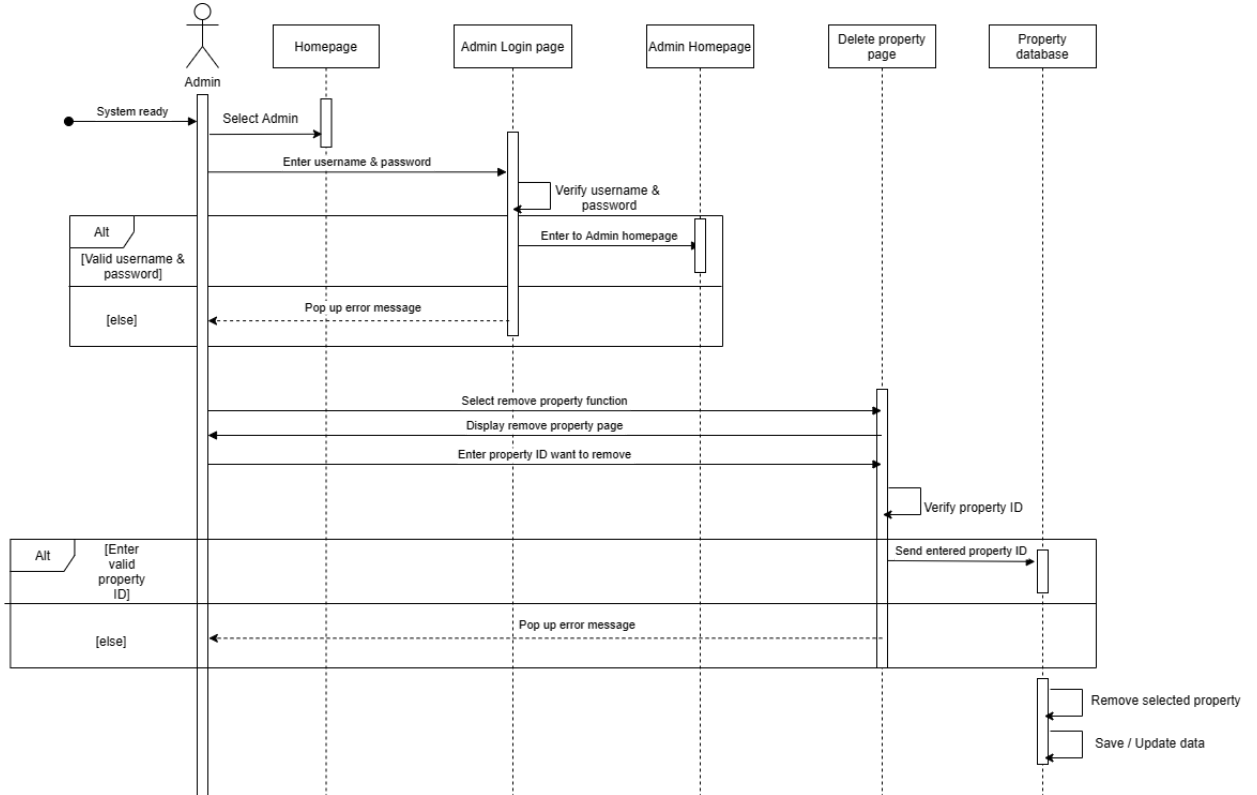 Homepage
Admin Login page
Admin Homepage
Delete property
page
Property
database
Admin
System ready
Select Admin
Enter username & password
Verify username &
password
Alt
Enter to Admin homepage
[Valid username &
password]
Pop up error message
[else]
Select remove property function
Display remove property page
Enter property ID want to remove
Verify property ID
Alt
[Enter
valid
property
ID]
Send entered property ID
Pop up error message
[else]
Remove selected property
Save / Update data